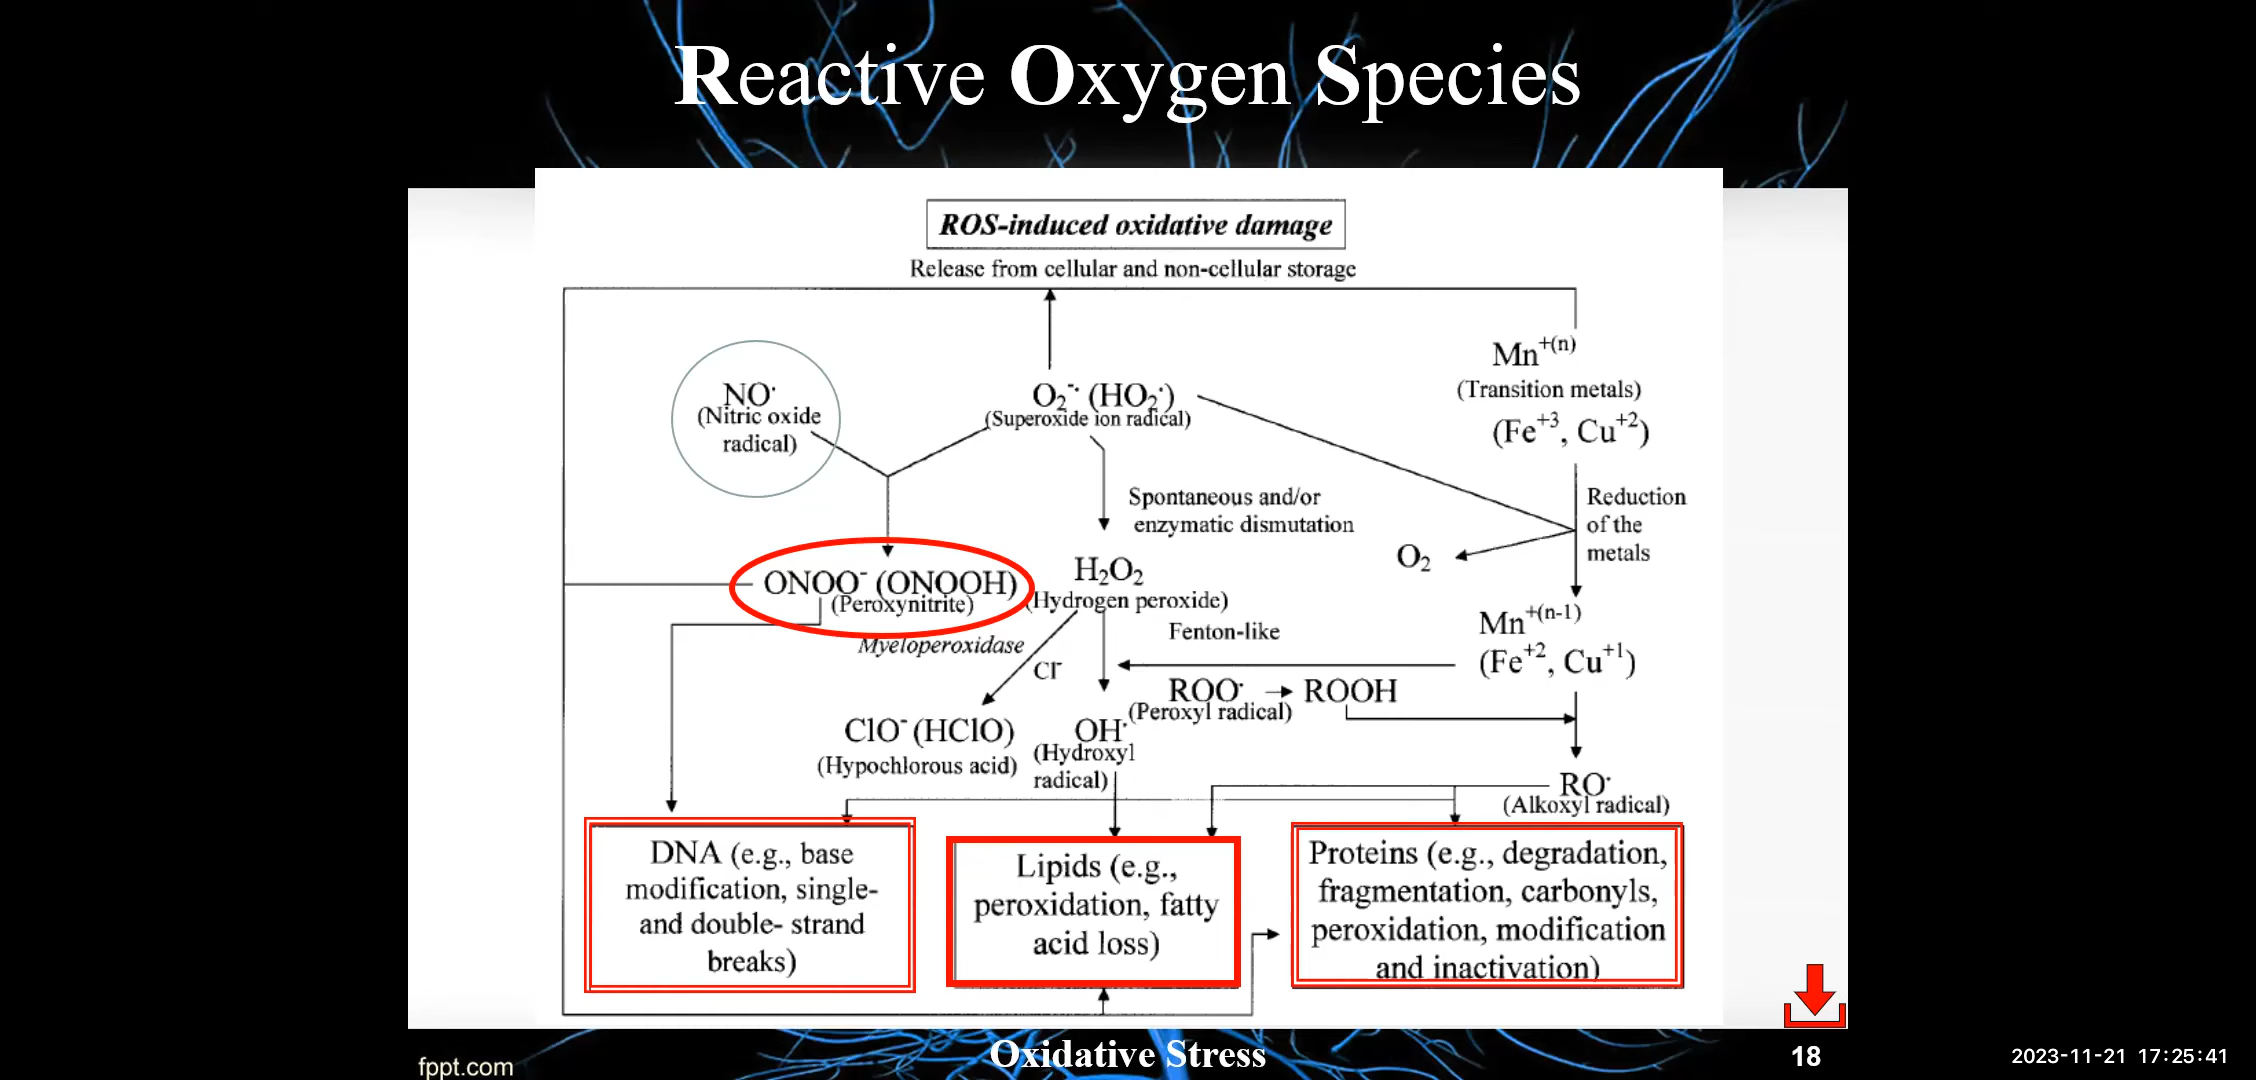 Reactive Oxygen Species
ROS-induced oxidative damage
Release from cellular and non-cellular storage
NO·
(Nitric oxide
radical)
O₂⁻· (HO₂·)
(Superoxide ion radical)
Mn⁺⁽ⁿ⁾
(Transition metals)
(Fe⁺³, Cu⁺²)
Spontaneous and/or
enzymatic dismutation
Reduction
of the
metals
O₂
ONOO⁻ (ONOOH)
(Peroxynitrite)
H₂O₂
(Hydrogen peroxide)
Mn⁺⁽ⁿ⁻¹⁾
(Fe⁺², Cu⁺¹)
Myeloperoxidase
Cl⁻
Fenton-like
ROO· → ROOH
(Peroxyl radical)
ClO⁻ (HClO)
(Hypochlorous acid)
OH·
(Hydroxyl
radical)
RO·
(Alkoxyl radical)
DNA (e.g., base
modification, single-
and double- strand
breaks)
Lipids (e.g.,
peroxidation, fatty
acid loss)
Proteins (e.g., degradation,
fragmentation, carbonyls,
peroxidation, modification
and inactivation)
fppt.com
Oxidative Stress
18
2023-11-21 17:25:41